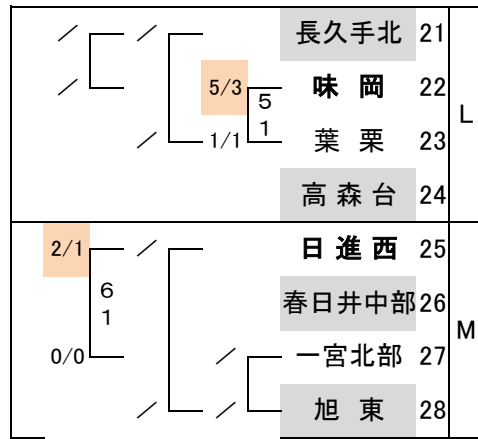 ／ ／ 長久手北 21
／ 5/3 5 味岡 22
／ 1/1 1 葉栗 23
L
高森台 24
2/1 ／ 日進西 25
6 1 春日井中部 26
M
0/0 ／ 一宮北部 27
／ ／ 旭東 28